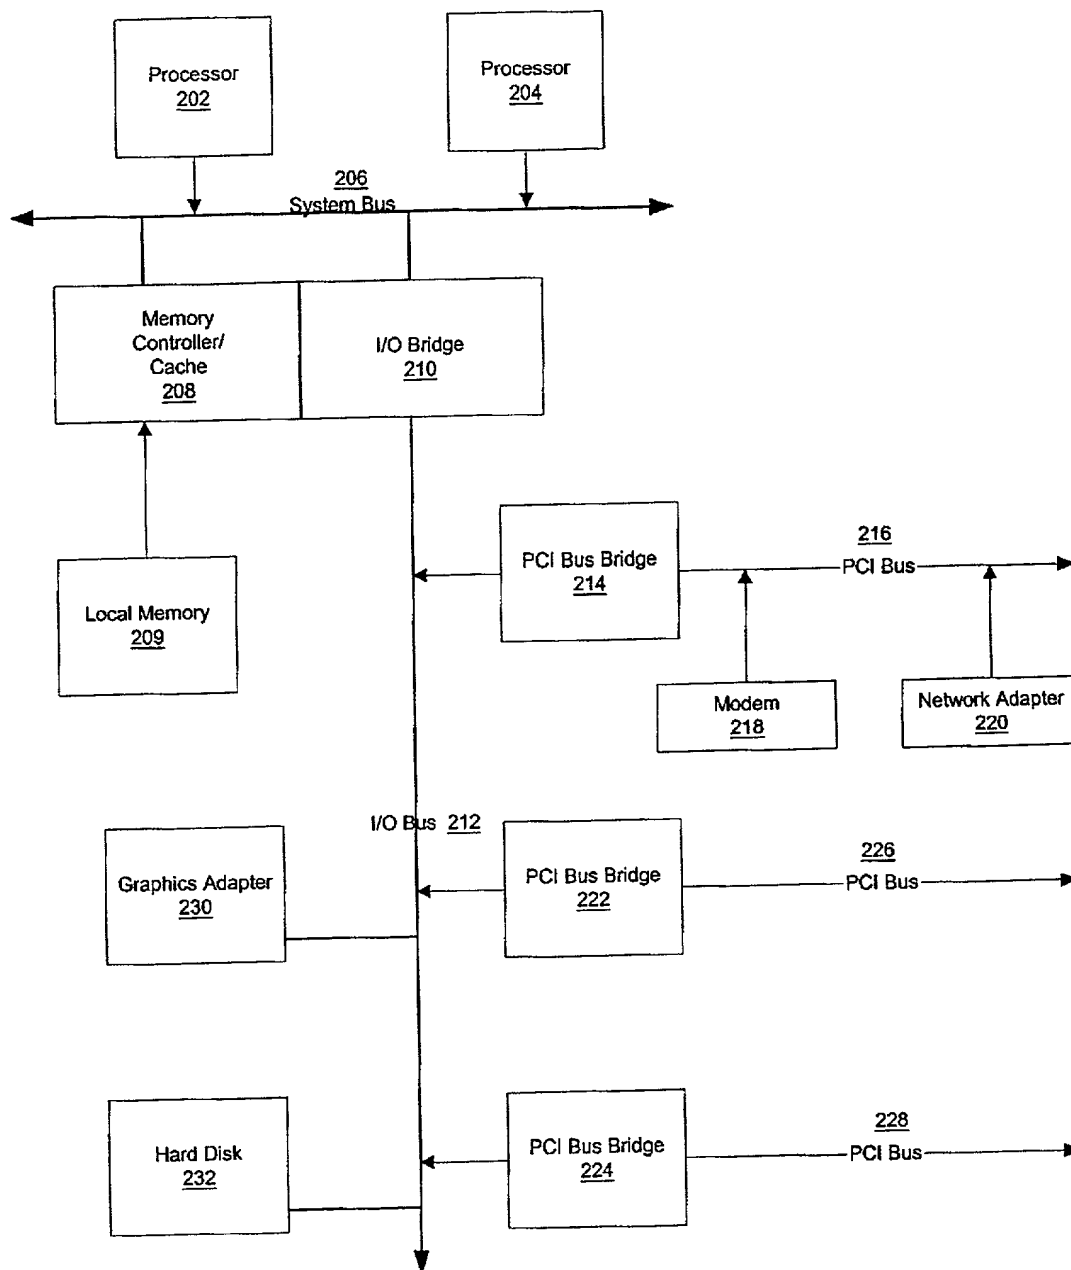 Processor
202
Processor
204
206
System Bus
Memory
Controller/
Cache
208
I/O Bridge
210
PCI Bus Bridge
214
216
PCI Bus
Local Memory
209
Modem
218
Network Adapter
220
I/O Bus 212
Graphics Adapter
230
PCI Bus Bridge
222
226
PCI Bus
Hard Disk
232
PCI Bus Bridge
224
228
PCI Bus